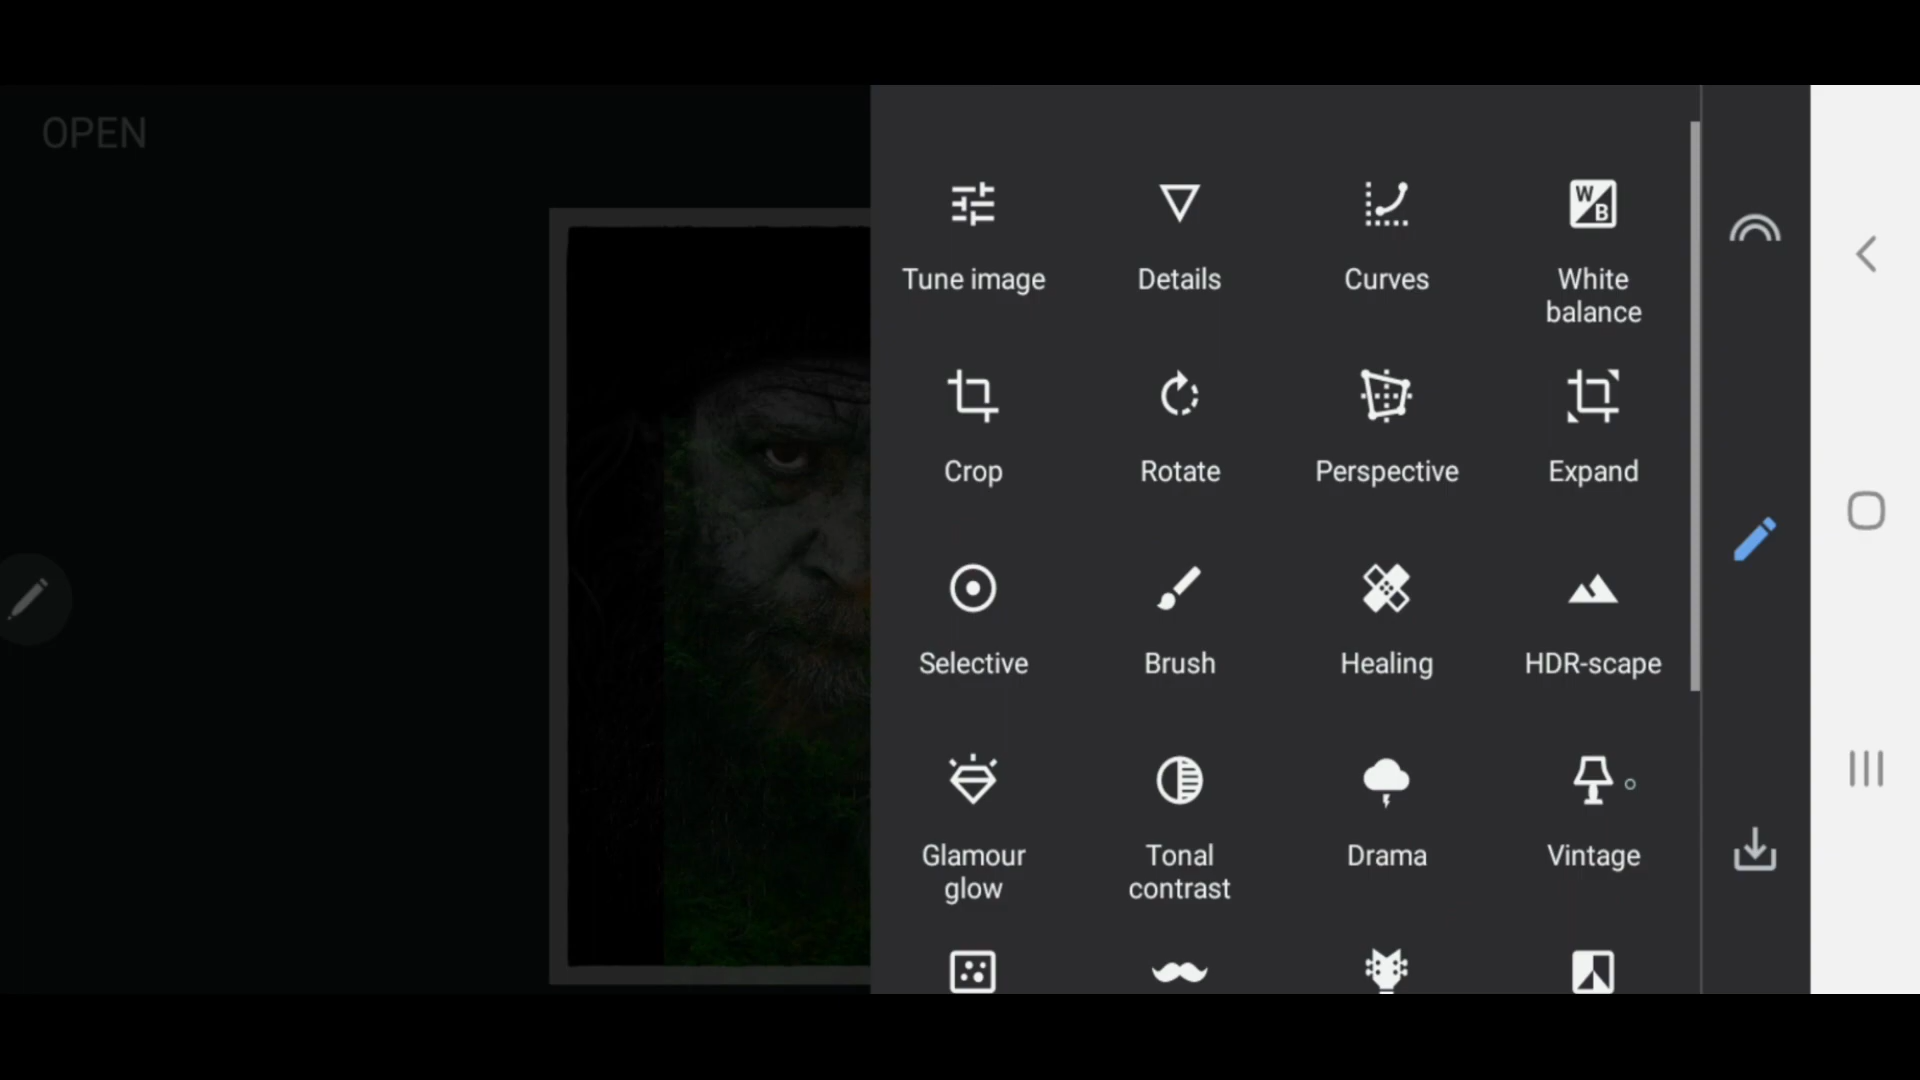 OPEN
Tune image
Details
Curves
W
B
White
balance
Crop
Rotate
Perspective
Expand
Selective
Brush
Healing
HDR-scape
Glamour
glow
Tonal
contrast
Drama
Vintage